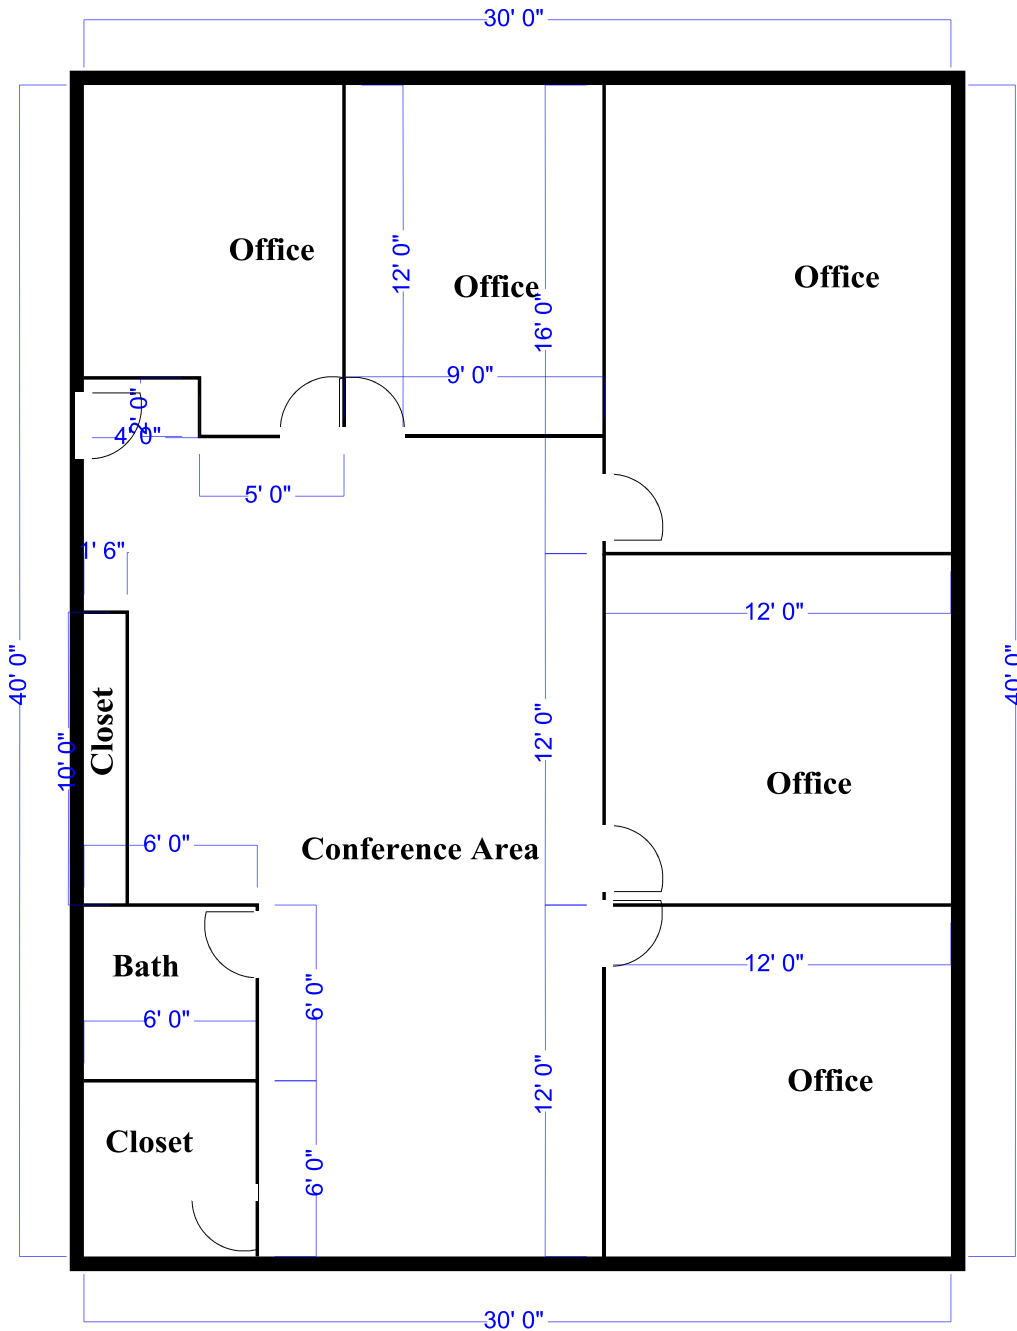 30' 0"
Office
12' 0"
Office
16' 0"
Office
9' 0"
2' 0"
4' 0"
5' 0"
1' 6"
12' 0"
40' 0"
40' 0"
Closet
10' 0"
12' 0"
Office
6' 0"
Conference Area
Bath
12' 0"
6' 0"
6' 0"
12' 0"
Office
Closet
6' 0"
30' 0"